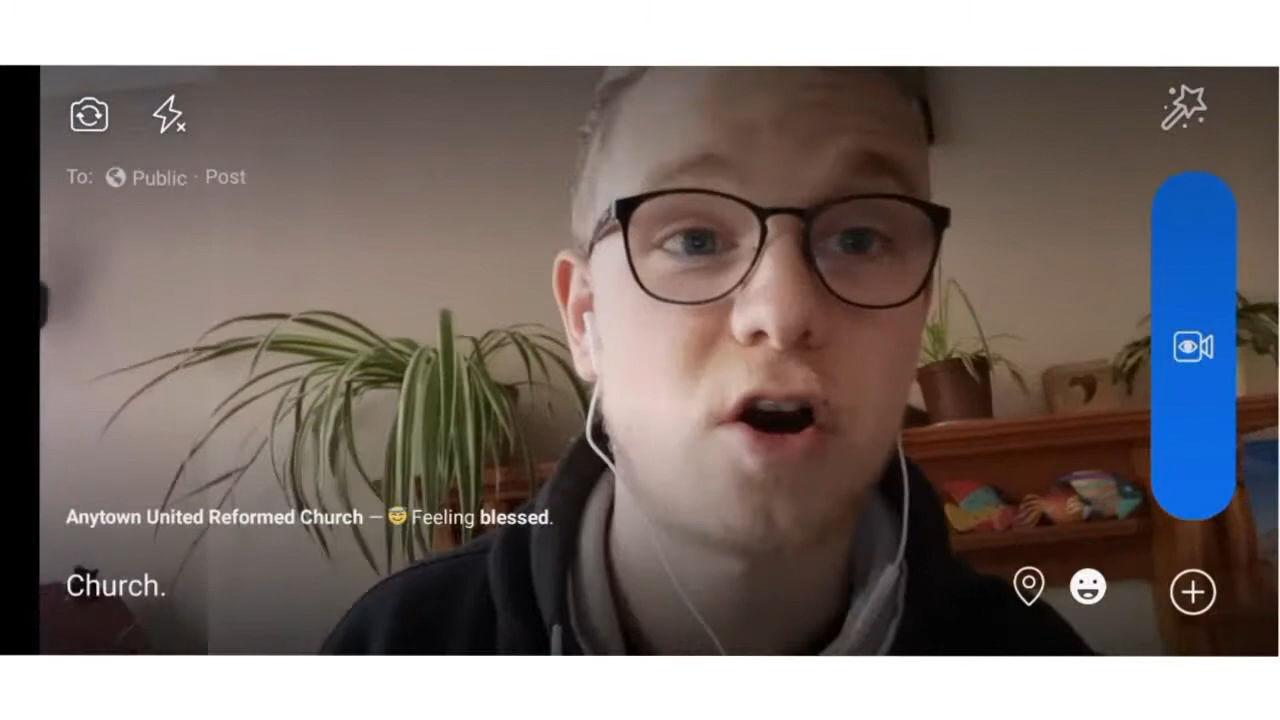 To: Public · Post
Anytown United Reformed Church — 😇 Feeling blessed.
Church.